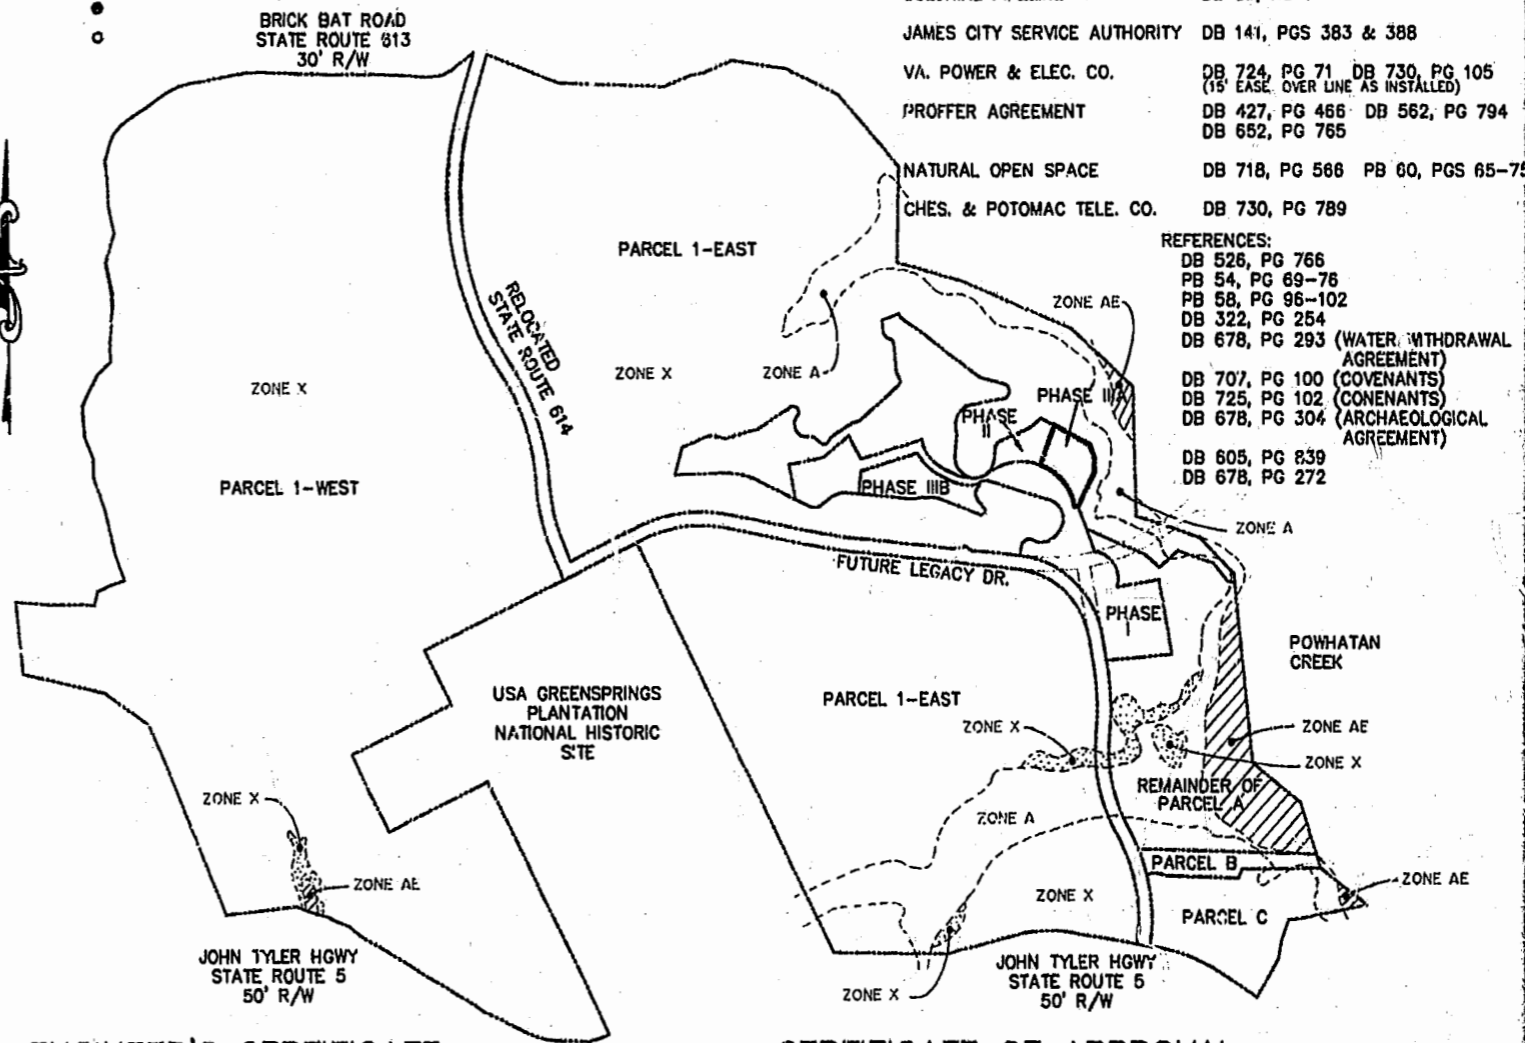 BRICK BAT ROAD
STATE ROUTE 613
30' R/W
JAMES CITY SERVICE AUTHORITY DB 141, PGS 383 & 388
VA. POWER & ELEC. CO. DB 724, PG 71 DB 730, PG 105
(15' EASE. OVER LINE AS INSTALLED)
PROFFER AGREEMENT DB 427, PG 466 DB 562, PG 794
DB 652, PG 765
NATURAL OPEN SPACE DB 718, PG 566 PB 60, PGS 65-75
CHES. & POTOMAC TELE. CO. DB 730, PG 789
REFERENCES:
DB 526, PG 766
PB 54, PG 69-76
PB 58, PG 96-102
DB 322, PG 254
DB 678, PG 293 (WATER WITHDRAWAL
AGREEMENT)
DB 707, PG 100 (COVENANTS)
DB 725, PG 102 (CONENANTS)
DB 678, PG 304 (ARCHAEOLOGICAL
AGREEMENT)
DB 605, PG 839
DB 678, PG 272
PARCEL 1-EAST
RELOCATED
STATE ROUTE 614
ZONE AE
ZONE X
ZONE X
ZONE A
PHASE IIIA
PHASE
II
PARCEL 1-WEST
PHASE IIIB
ZONE A
FUTURE LEGACY DR.
PHASE
I
POWHATAN
CREEK
USA GREENSPRINGS
PLANTATION
NATIONAL HISTORIC
SITE
PARCEL 1-EAST
ZONE X
ZONE AE
ZONE X
REMAINDER OF
PARCEL A
ZONE X
ZONE A
PARCEL B
ZONE AE
ZONE AE
ZONE X
PARCEL C
JOHN TYLER HGWY
STATE ROUTE 5
50' R/W
JOHN TYLER HGWY
STATE ROUTE 5
50' R/W
ZONE X